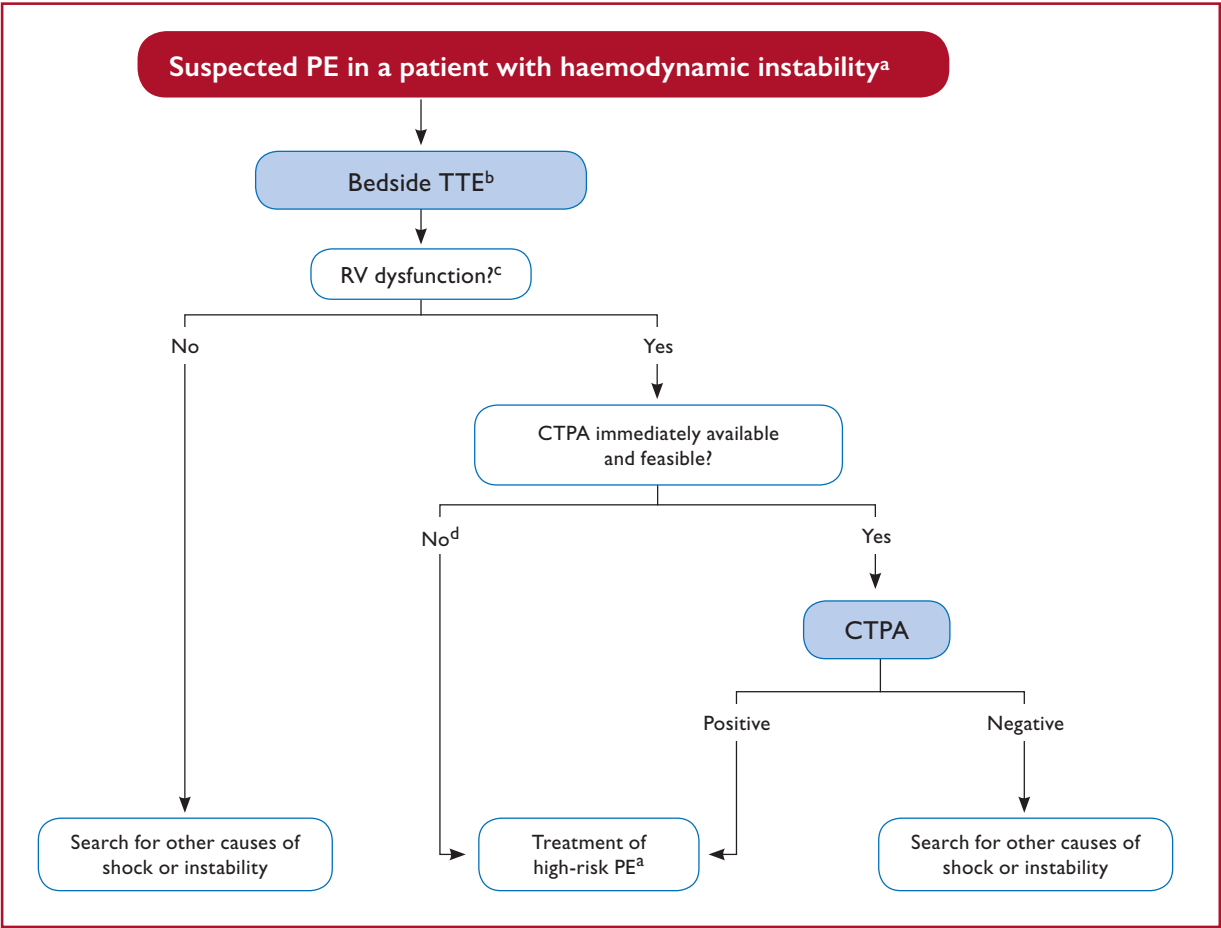 Suspected PE in a patient with haemodynamic instabilityᵃ
Bedside TTEᵇ
RV dysfunction?ᶜ
No
Yes
CTPA immediately available
and feasible?
Noᵈ
Yes
CTPA
Positive
Negative
Search for other causes of
shock or instability
Treatment of
high-risk PEᵃ
Search for other causes of
shock or instability